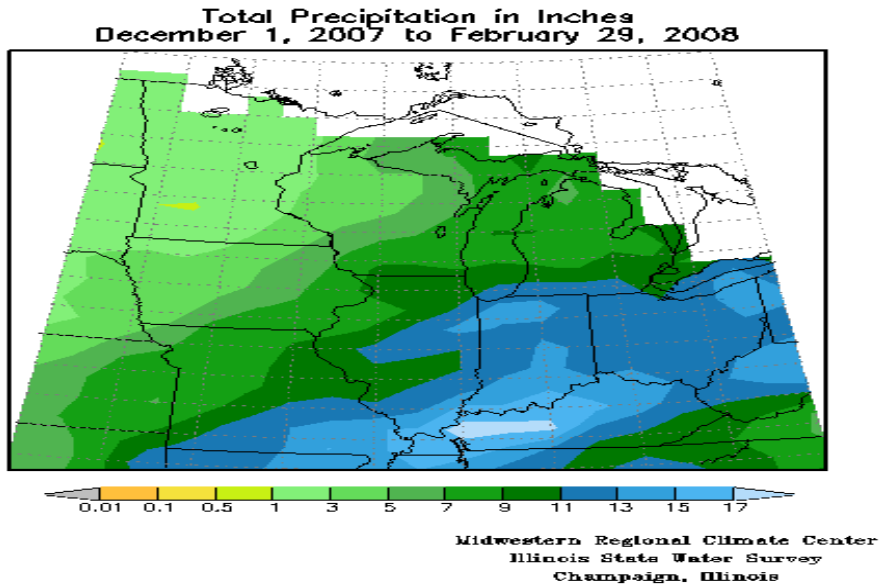 Total Precipitation in Inches
December 1, 2007 to February 29, 2008
0.01 0.1 0.5 1 3 5 7 9 11 13 15 17
Midwestern Regional Climate Center
Illinois State Water Survey
Champaign, Illinois